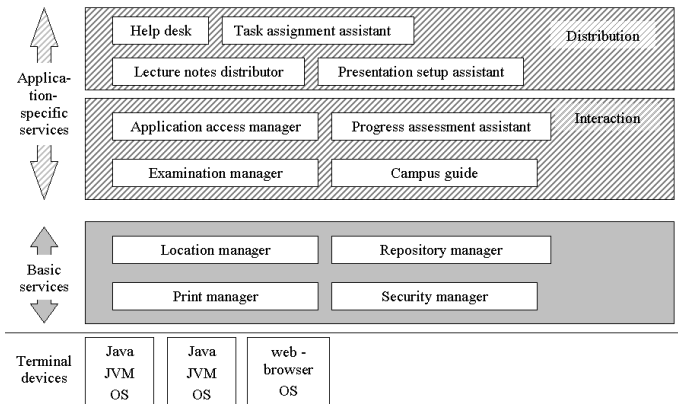 Help desk
Task assignment assistant
Distribution
Lecture notes distributor
Presentation setup assistant
Applica-
tion-
specific
services
Application access manager
Progress assessment assistant
Interaction
Examination manager
Campus guide
Basic
services
Location manager
Repository manager
Print manager
Security manager
Terminal
devices
Java
JVM
OS
Java
JVM
OS
web -
browser
OS